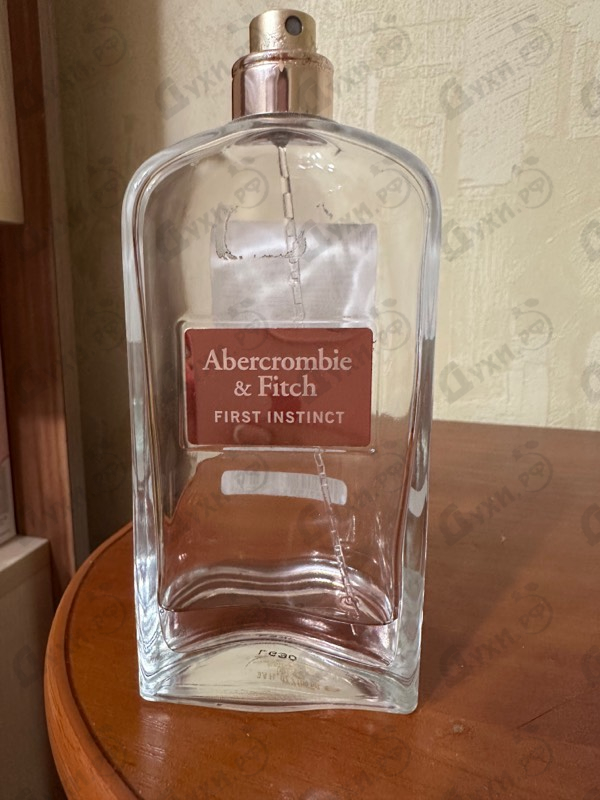 Abercrombie
& Fitch
FIRST INSTINCT
духи.рф